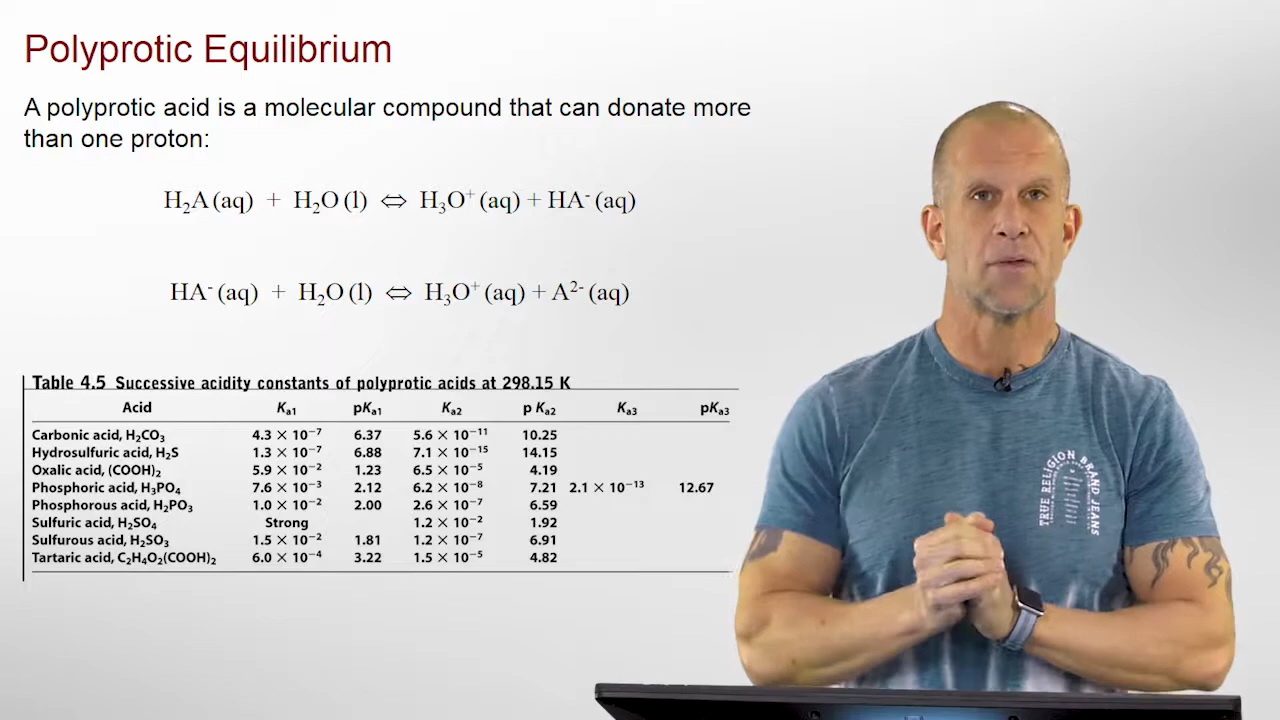 Polyprotic Equilibrium
A polyprotic acid is a molecular compound that can donate more
than one proton:
H₂A (aq) + H₂O (l) ⇔ H₃O⁺ (aq) + HA⁻ (aq)
HA⁻ (aq) + H₂O (l) ⇔ H₃O⁺ (aq) + A²⁻ (aq)
Table 4.5 Successive acidity constants of polyprotic acids at 298.15 K
Acid Kₐ₁ pKₐ₁ Kₐ₂ p Kₐ₂ Kₐ₃ pKₐ₃
Carbonic acid, H₂CO₃ 4.3 × 10⁻⁷ 6.37 5.6 × 10⁻¹¹ 10.25
Hydrosulfuric acid, H₂S 1.3 × 10⁻⁷ 6.88 7.1 × 10⁻¹⁵ 14.15
Oxalic acid, (COOH)₂ 5.9 × 10⁻² 1.23 6.5 × 10⁻⁵ 4.19
Phosphoric acid, H₃PO₄ 7.6 × 10⁻³ 2.12 6.2 × 10⁻⁸ 7.21 2.1 × 10⁻¹³ 12.67
Phosphorous acid, H₂PO₃ 1.0 × 10⁻² 2.00 2.6 × 10⁻⁷ 6.59
Sulfuric acid, H₂SO₄ Strong 1.2 × 10⁻² 1.92
Sulfurous acid, H₂SO₃ 1.5 × 10⁻² 1.81 1.2 × 10⁻⁷ 6.91
Tartaric acid, C₂H₄O₂(COOH)₂ 6.0 × 10⁻⁴ 3.22 1.5 × 10⁻⁵ 4.82
TRUE RELIGION BRAND JEANS